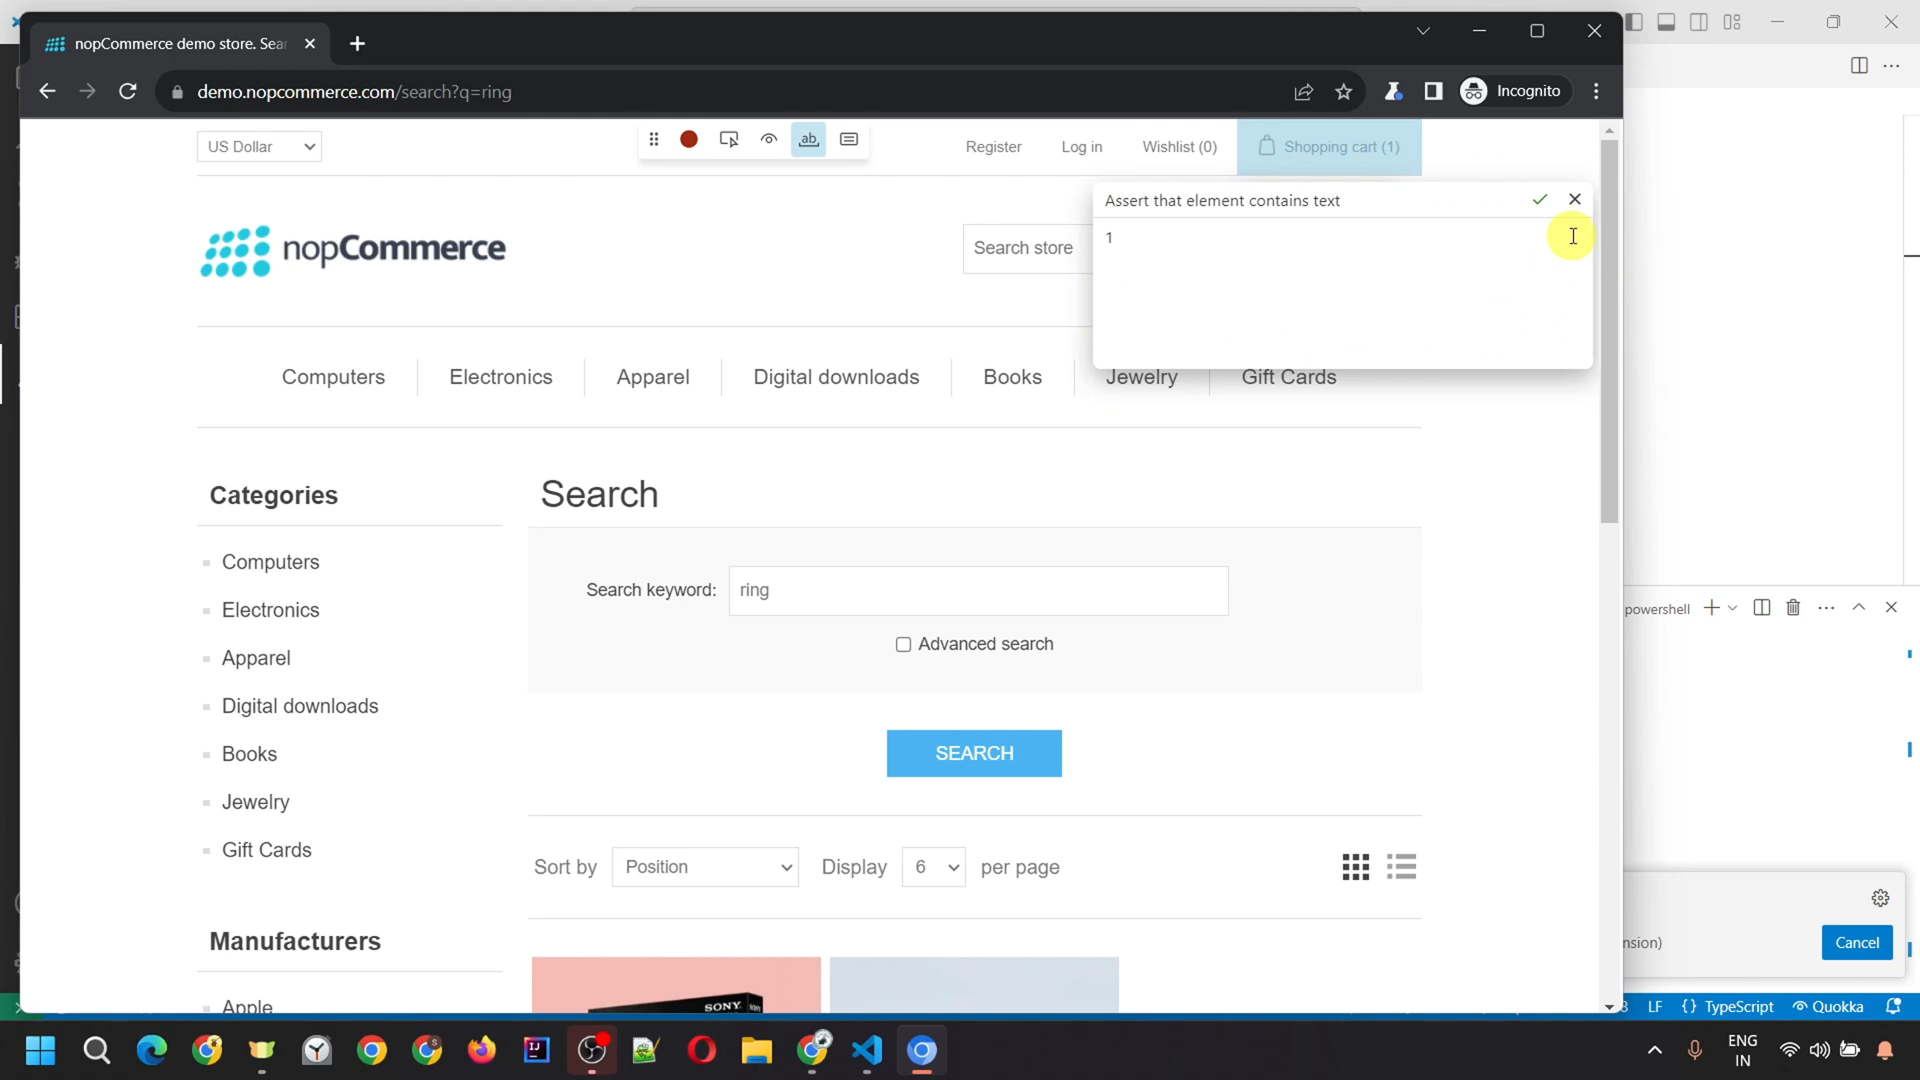 nopCommerce demo store. Sear
demo.nopcommerce.com/search?q=ring
Incognito
US Dollar
ab
Register
Log in
Wishlist (0)
Shopping cart (1)
Assert that element contains text
1
nopCommerce
Search store
Computers
Electronics
Apparel
Digital downloads
Books
Jewelry
Gift Cards
Categories
Computers
Electronics
Apparel
Digital downloads
Books
Jewelry
Gift Cards
Manufacturers
Apple
Search
Search keyword:
ring
Advanced search
SEARCH
Sort by
Position
Display
6
per page
SONY
powershell
nsion)
Cancel
LF
{} TypeScript
Quokka
ENG
IN